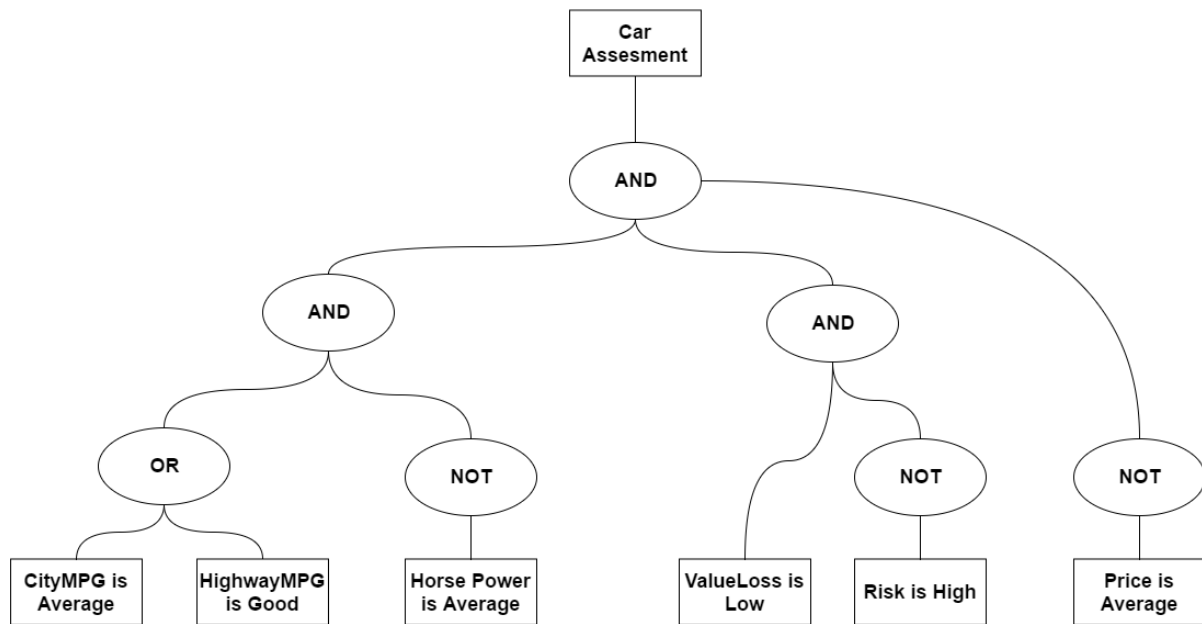 Car
Assesment
AND
AND
AND
OR
NOT
NOT
NOT
CityMPG is
Average
HighwayMPG
is Good
Horse Power
is Average
ValueLoss is
Low
Risk is High
Price is
Average